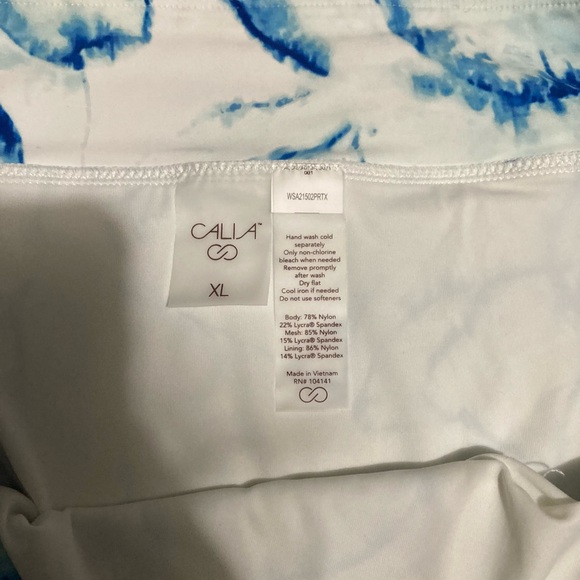 CALIA™
XL
001
WSA21502PRTX
Hand wash cold
separately
Only non-chlorine
bleach when needed
Remove promptly
after wash
Dry flat
Cool iron if needed
Do not use softeners
Body: 78% Nylon
22% Lycra® Spandex
Mesh: 85% Nylon
15% Lycra® Spandex
Lining: 86% Nylon
14% Lycra® Spandex
Made in Vietnam
RN# 104141